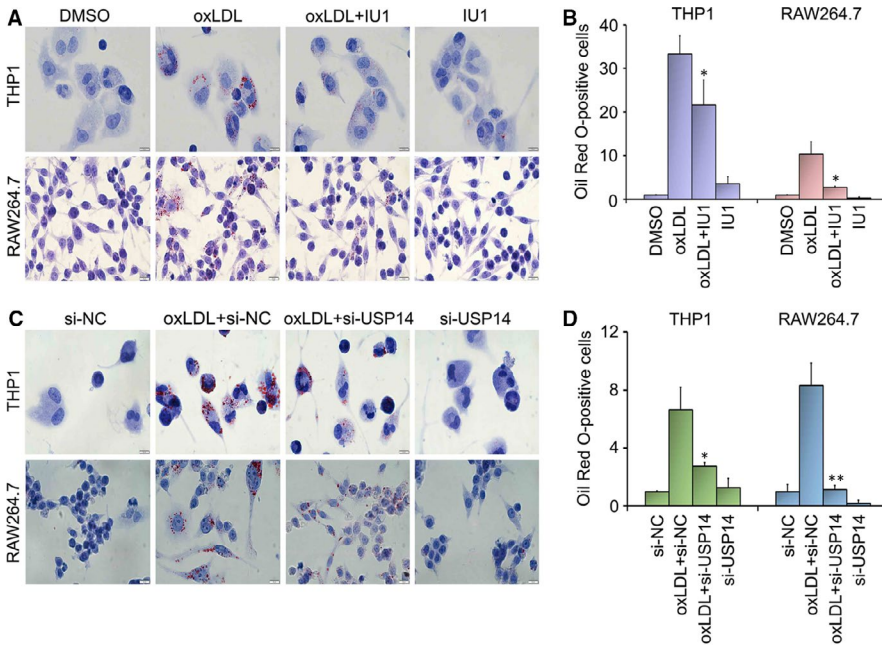 A
DMSO oxLDL oxLDL+IU1 IU1
THP1
RAW264.7
B
THP1 RAW264.7
Oil Red O-positive cells
40
30
20
10
0
DMSO
oxLDL
oxLDL+IU1
IU1
DMSO
oxLDL
oxLDL+IU1
IU1
*
*
C
si-NC oxLDL+si-NC oxLDL+si-USP14 si-USP14
THP1
RAW264.7
D
THP1 RAW264.7
Oil Red O-positive cells
12
8
4
0
*
**
si-NC
oxLDL+si-NC
oxLDL+si-USP14
si-USP14
si-NC
oxLDL+si-NC
oxLDL+si-USP14
si-USP14